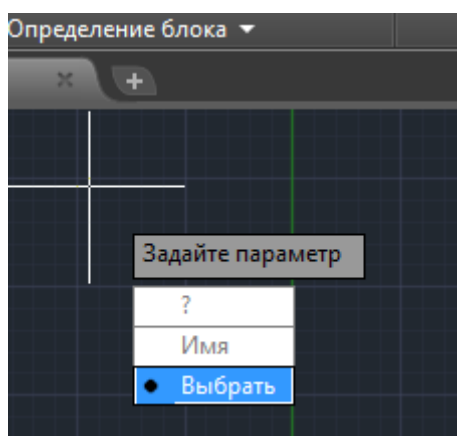 Определение блока
Задайте параметр
?
Имя
Выбрать